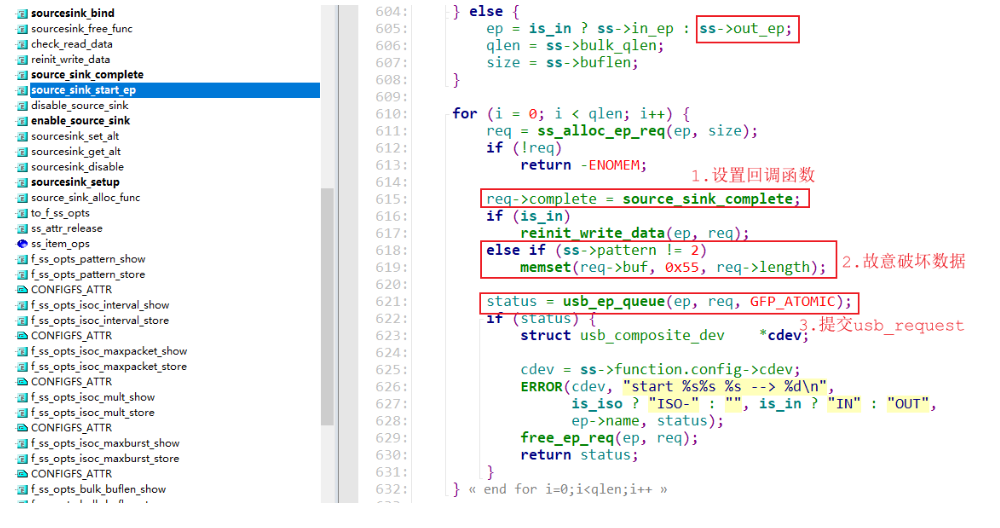 sourcesink_bind
sourcesink_free_func
check_read_data
reinit_write_data
source_sink_complete
source_sink_start_ep
disable_source_sink
enable_source_sink
sourcesink_set_alt
sourcesink_get_alt
sourcesink_disable
sourcesink_setup
source_sink_alloc_func
to_f_ss_opts
ss_attr_release
ss_item_ops
f_ss_opts_pattern_show
f_ss_opts_pattern_store
CONFIGFS_ATTR
f_ss_opts_isoc_interval_show
f_ss_opts_isoc_interval_store
CONFIGFS_ATTR
f_ss_opts_isoc_maxpacket_show
f_ss_opts_isoc_maxpacket_store
CONFIGFS_ATTR
f_ss_opts_isoc_mult_show
f_ss_opts_isoc_mult_store
CONFIGFS_ATTR
f_ss_opts_isoc_maxburst_show
f_ss_opts_isoc_maxburst_store
CONFIGFS_ATTR
f_ss_opts_bulk_buflen_show
604: } else {
605: ep = is_in ? ss->in_ep : ss->out_ep;
606: qlen = ss->bulk_qlen;
607: size = ss->buflen;
608: }
609:
610: for (i = 0; i < qlen; i++) {
611: req = ss_alloc_ep_req(ep, size);
612: if (!req)
613: return -ENOMEM;
614:
1.设置回调函数
615: req->complete = source_sink_complete;
616: if (is_in)
617: reinit_write_data(ep, req);
618: else if (ss->pattern != 2)
619: memset(req->buf, 0x55, req->length);
2.故意破坏数据
620:
621: status = usb_ep_queue(ep, req, GFP_ATOMIC);
622: if (status) {
3.提交usb_request
623: struct usb_composite_dev *cdev;
624:
625: cdev = ss->function.config->cdev;
626: ERROR(cdev, "start %s%s %s --> %d\n",
627: is_iso ? "ISO-" : "", is_in ? "IN" : "OUT",
628: ep->name, status);
629: free_ep_req(ep, req);
630: return status;
631: }
632: } « end for i=0;i<qlen;i++ »